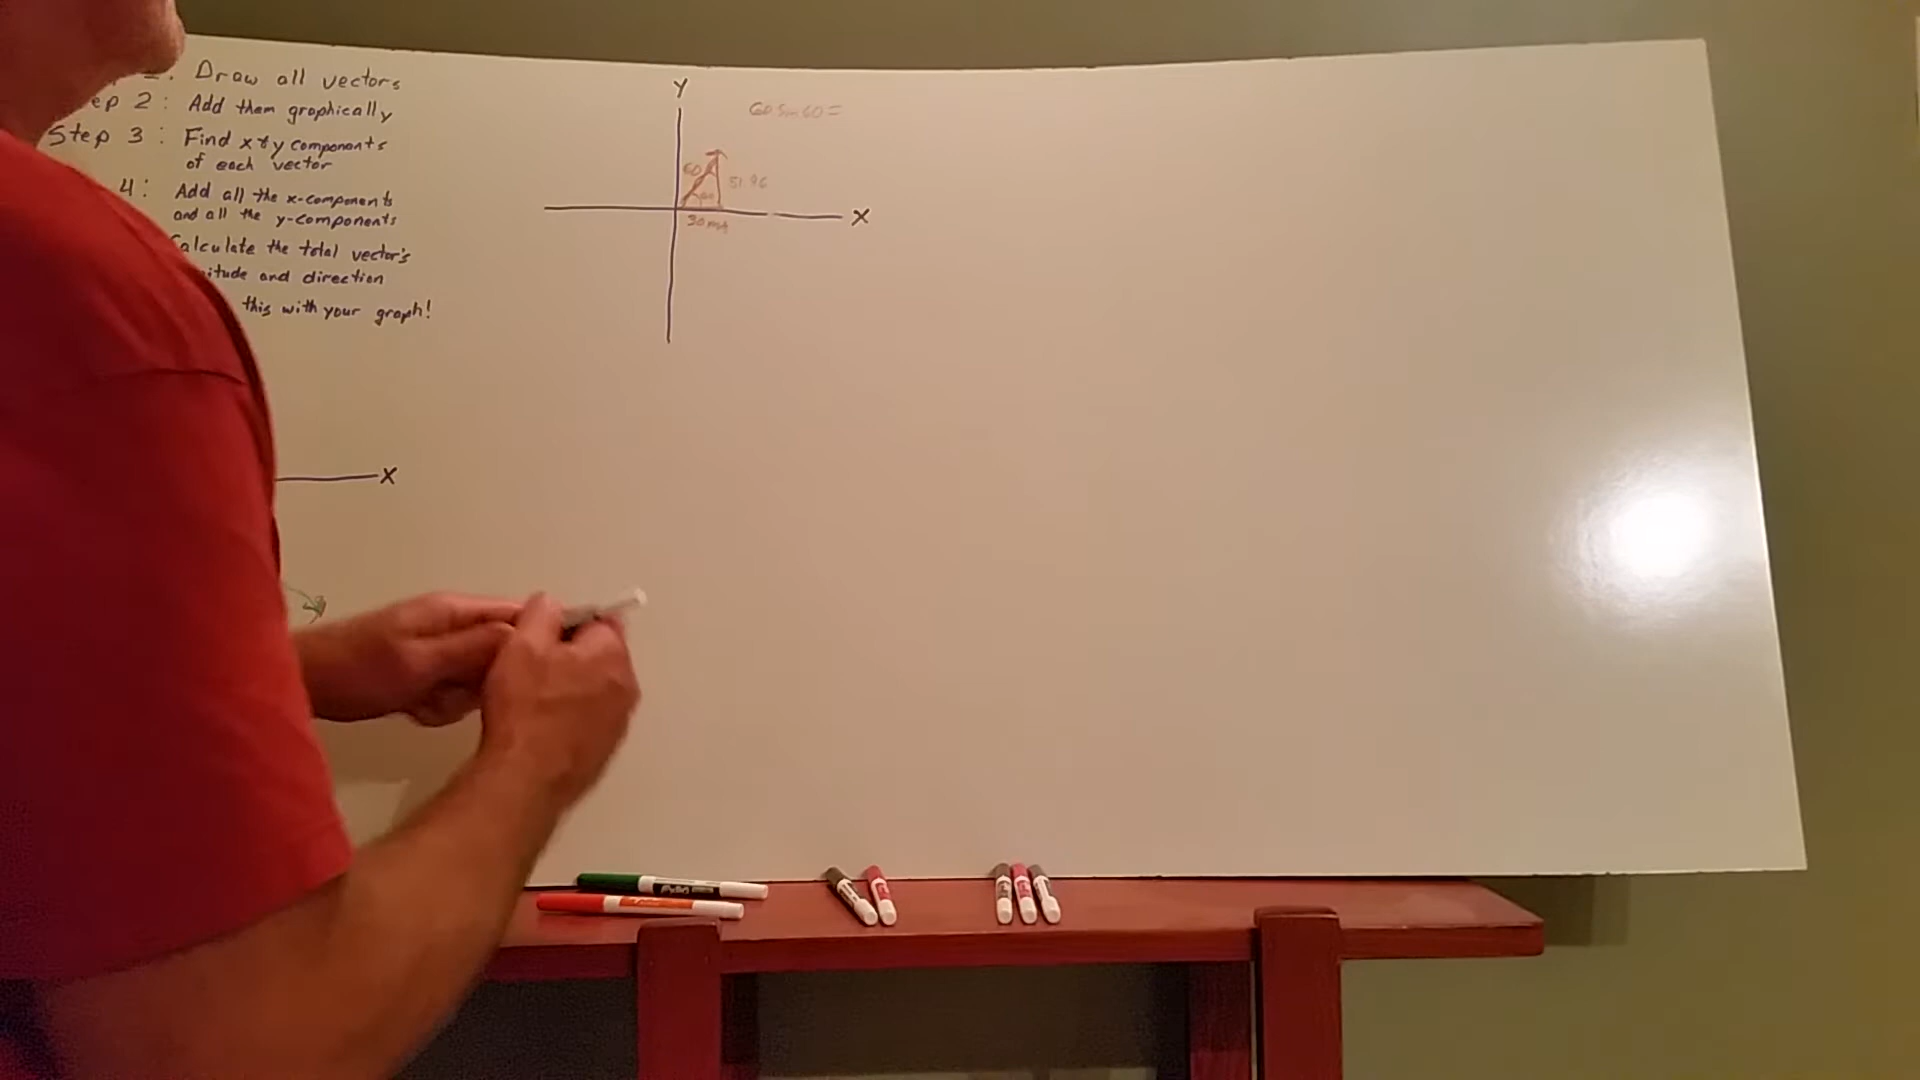 Draw all vectors
ep 2: Add them graphically
Step 3: Find x+y components
of each vector
4: Add all the x-components
and all the y-components
Calculate the total vector's
itude and direction
this with your graph!
Y
60 Sin 60 =
60
51.96
60
30
X
X